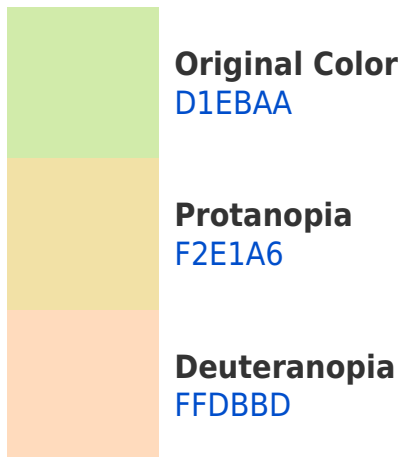 Original Color
D1EBAA
Protanopia
F2E1A6
Deuteranopia
FFDBBD